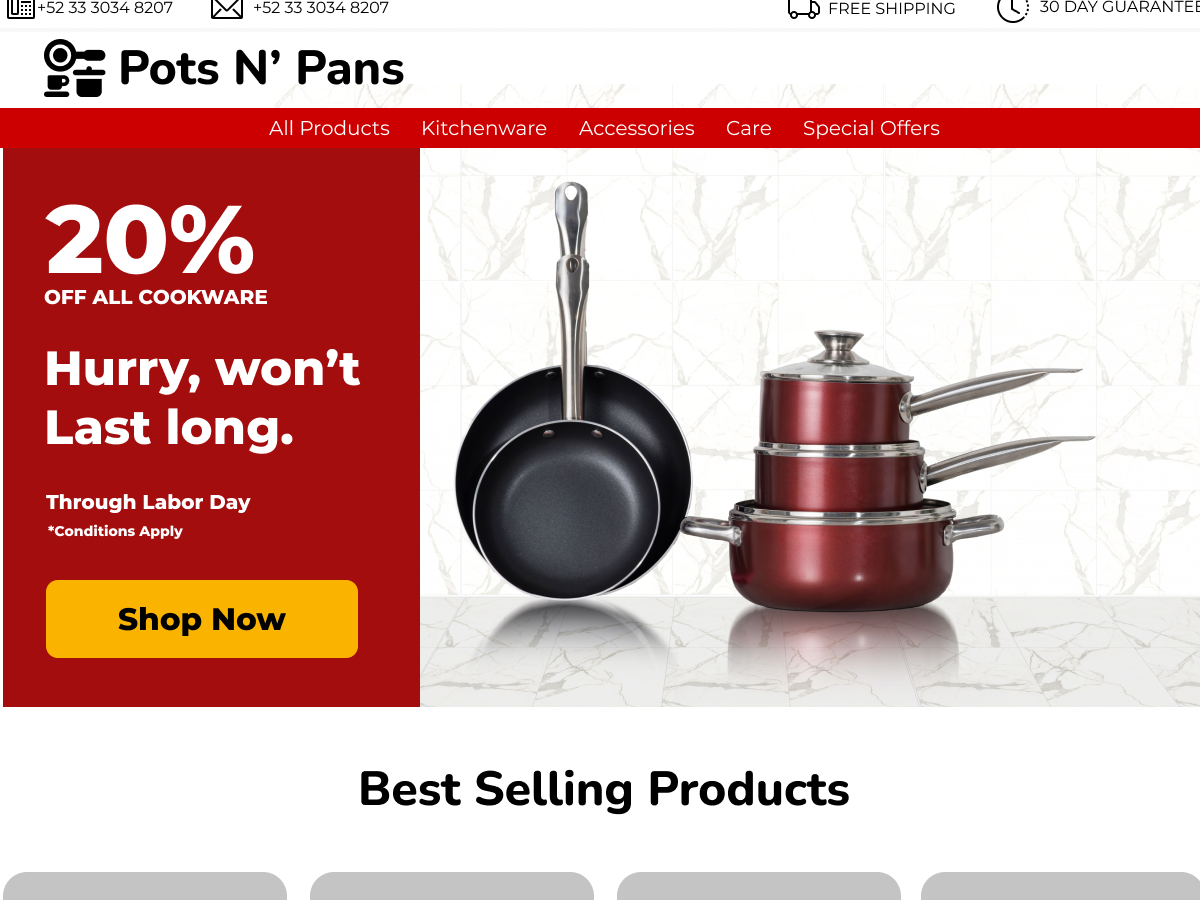 +52 33 3034 8207
+52 33 3034 8207
FREE SHIPPING
30 DAY GUARANTEE
Pots N’ Pans
All Products
Kitchenware
Accessories
Care
Special Offers
20%
OFF ALL COOKWARE
Hurry, won’t
Last long.
Through Labor Day
*Conditions Apply
Shop Now
Best Selling Products